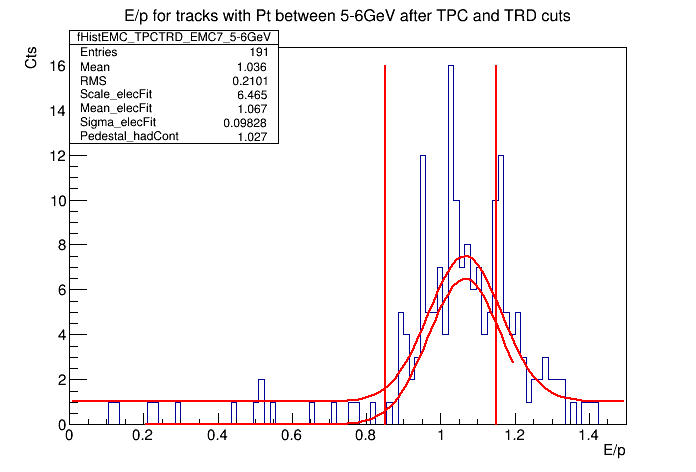 E/p for tracks with Pt between 5-6GeV after TPC and TRD cuts
fHistEMC_TPCTRD_EMC7_5-6GeV
Entries 191
Mean 1.036
RMS 0.2101
Scale_elecFit 6.465
Mean_elecFit 1.067
Sigma_elecFit 0.09828
Pedestal_hadCont 1.027
Cts
16
14
12
10
8
6
4
2
0
0 0.2 0.4 0.6 0.8 1 1.2 1.4
E/p